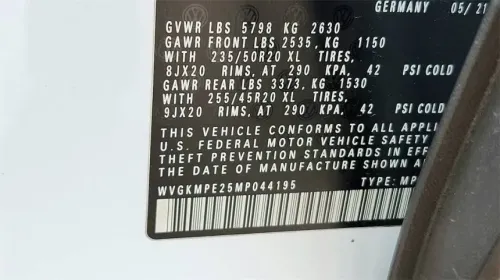 GERMANY 05/21
GVWR LBS 5798 KG 2630
GAWR FRONT LBS 2535, KG 1150
WITH 235/50R20 XL TIRES,
8JX20 RIMS, AT 290 KPA, 42 PSI COLD
GAWR REAR LBS 3373, KG 1530
WITH 255/45R20 XL TIRES,
9JX20 RIMS, AT 290 KPA, 42 PSI COLD
THIS VEHICLE CONFORMS TO ALL APPLICABL
U.S. FEDERAL MOTOR VEHICLE SAFETY
THEFT PREVENTION STANDARDS
THE DATE OF MANUFACTURE SHOWN
WVGKMPE25MP044195 TYPE: MP